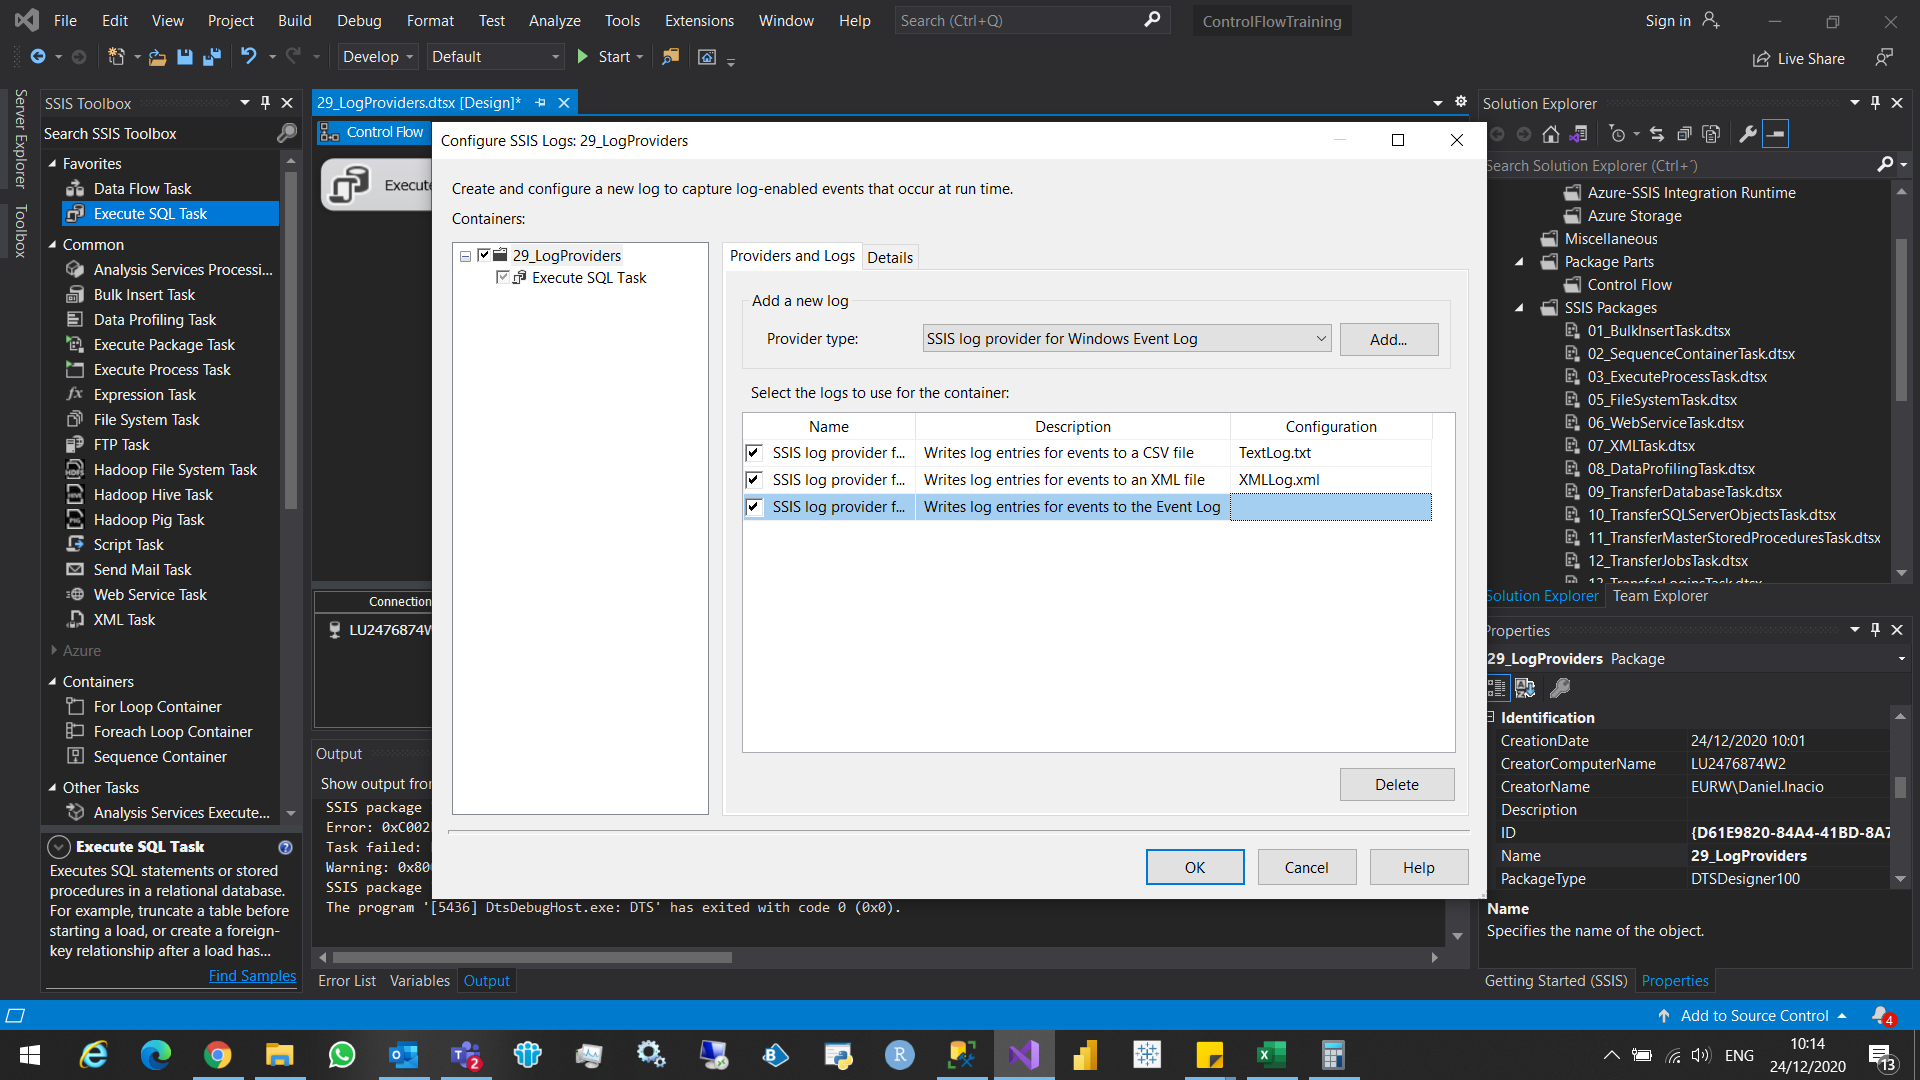 File Edit View Project Build Debug Format Test Analyze Tools Extensions Window Help Search (Ctrl+Q) ControlFlowTraining Sign in
Develop Default Start Live Share
Server Explorer
Toolbox
SSIS Toolbox
Search SSIS Toolbox
Favorites
Data Flow Task
Execute SQL Task
Common
Analysis Services Processi...
Bulk Insert Task
Data Profiling Task
Execute Package Task
Execute Process Task
Expression Task
File System Task
FTP Task
Hadoop File System Task
Hadoop Hive Task
Hadoop Pig Task
Script Task
Send Mail Task
Web Service Task
XML Task
Azure
Containers
For Loop Container
Foreach Loop Container
Sequence Container
Other Tasks
Analysis Services Execute...
Execute SQL Task
Executes SQL statements or stored
procedures in a relational database.
For example, truncate a table before
starting a load, or create a foreign-
key relationship after a load has...
Find Samples
29_LogProviders.dtsx [Design]*
Control Flow
Execute
Connection
LU2476874W
Configure SSIS Logs: 29_LogProviders
Create and configure a new log to capture log-enabled events that occur at run time.
Containers:
29_LogProviders
Execute SQL Task
Providers and Logs Details
Add a new log
Provider type: SSIS log provider for Windows Event Log Add...
Select the logs to use for the container:
Name Description Configuration
SSIS log provider f... Writes log entries for events to a CSV file TextLog.txt
SSIS log provider f... Writes log entries for events to an XML file XMLLog.xml
SSIS log provider f... Writes log entries for events to the Event Log
Delete
OK Cancel Help
Output
Show output from
SSIS package
Error: 0xC002
Task failed:
Warning: 0x80
SSIS package
The program '[5436] DtsDebugHost.exe: DTS' has exited with code 0 (0x0).
Error List Variables Output
Solution Explorer
Search Solution Explorer (Ctrl+´)
Azure-SSIS Integration Runtime
Azure Storage
Miscellaneous
Package Parts
Control Flow
SSIS Packages
01_BulkInsertTask.dtsx
02_SequenceContainerTask.dtsx
03_ExecuteProcessTask.dtsx
05_FileSystemTask.dtsx
06_WebServiceTask.dtsx
07_XMLTask.dtsx
08_DataProfilingTask.dtsx
09_TransferDatabaseTask.dtsx
10_TransferSQLServerObjectsTask.dtsx
11_TransferMasterStoredProceduresTask.dtsx
12_TransferJobsTask.dtsx
13_TransferLoginsTask.dtsx
Solution Explorer Team Explorer
Properties
29_LogProviders Package
Identification
CreationDate 24/12/2020 10:01
CreatorComputerName LU2476874W2
CreatorName EURW\Daniel.Inacio
Description
ID {D61E9820-84A4-41BD-8A7
Name 29_LogProviders
PackageType DTSDesigner100
Name
Specifies the name of the object.
Getting Started (SSIS) Properties
Add to Source Control 4
2 ENG 10:14
24/12/2020 13